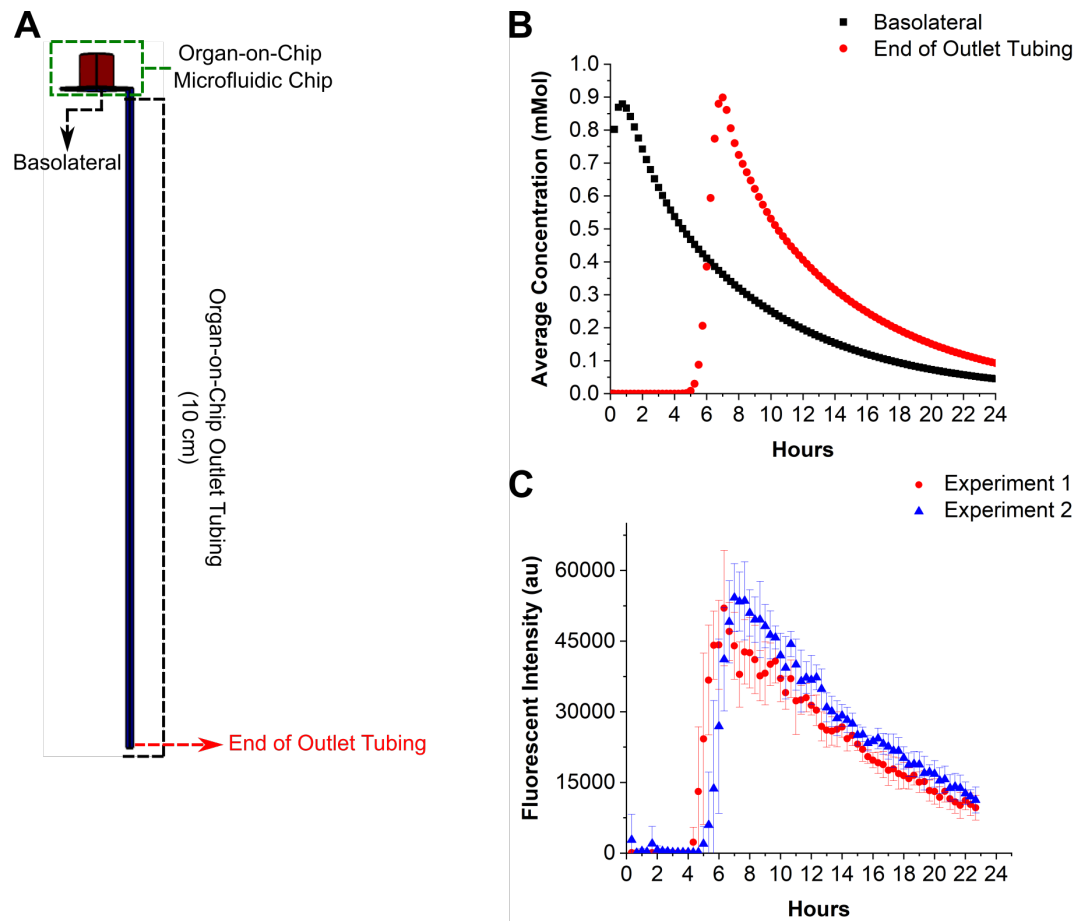 A
Organ-on-Chip
Microfluidic Chip
Basolateral
Organ-on-Chip Outlet Tubing
(10 cm)
End of Outlet Tubing
B
Basolateral
End of Outlet Tubing
Average Concentration (mMol)
1.0
0.9
0.8
0.7
0.6
0.5
0.4
0.3
0.2
0.1
0.0
0 2 4 6 8 10 12 14 16 18 20 22 24
Hours
C
Experiment 1
Experiment 2
Fluorescent Intensity (au)
60000
45000
30000
15000
0
0 2 4 6 8 10 12 14 16 18 20 22 24
Hours